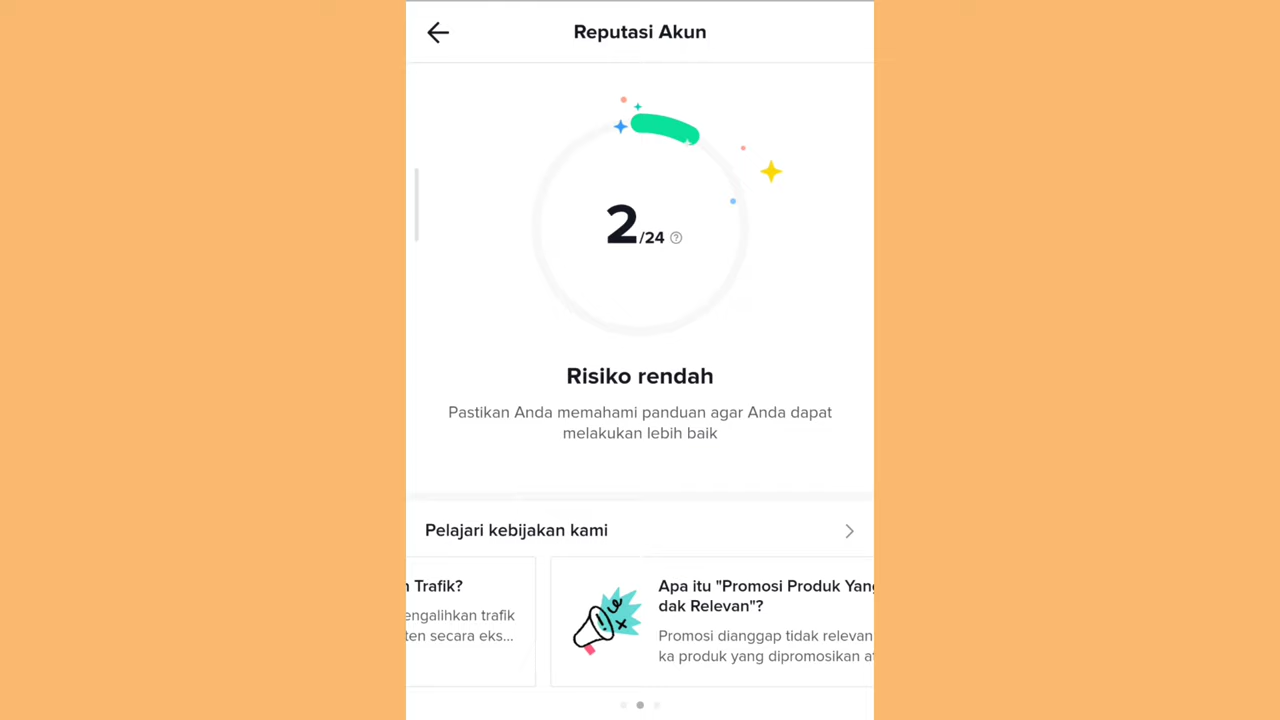 Reputasi Akun
2/24
Risiko rendah
Pastikan Anda memahami panduan agar Anda dapat
melakukan lebih baik
Pelajari kebijakan kami
n Trafik?
engalihkan trafik
ten secara eks...
Apa itu "Promosi Produk Yang
dak Relevan"?
Promosi dianggap tidak relevan
ka produk yang dipromosikan at